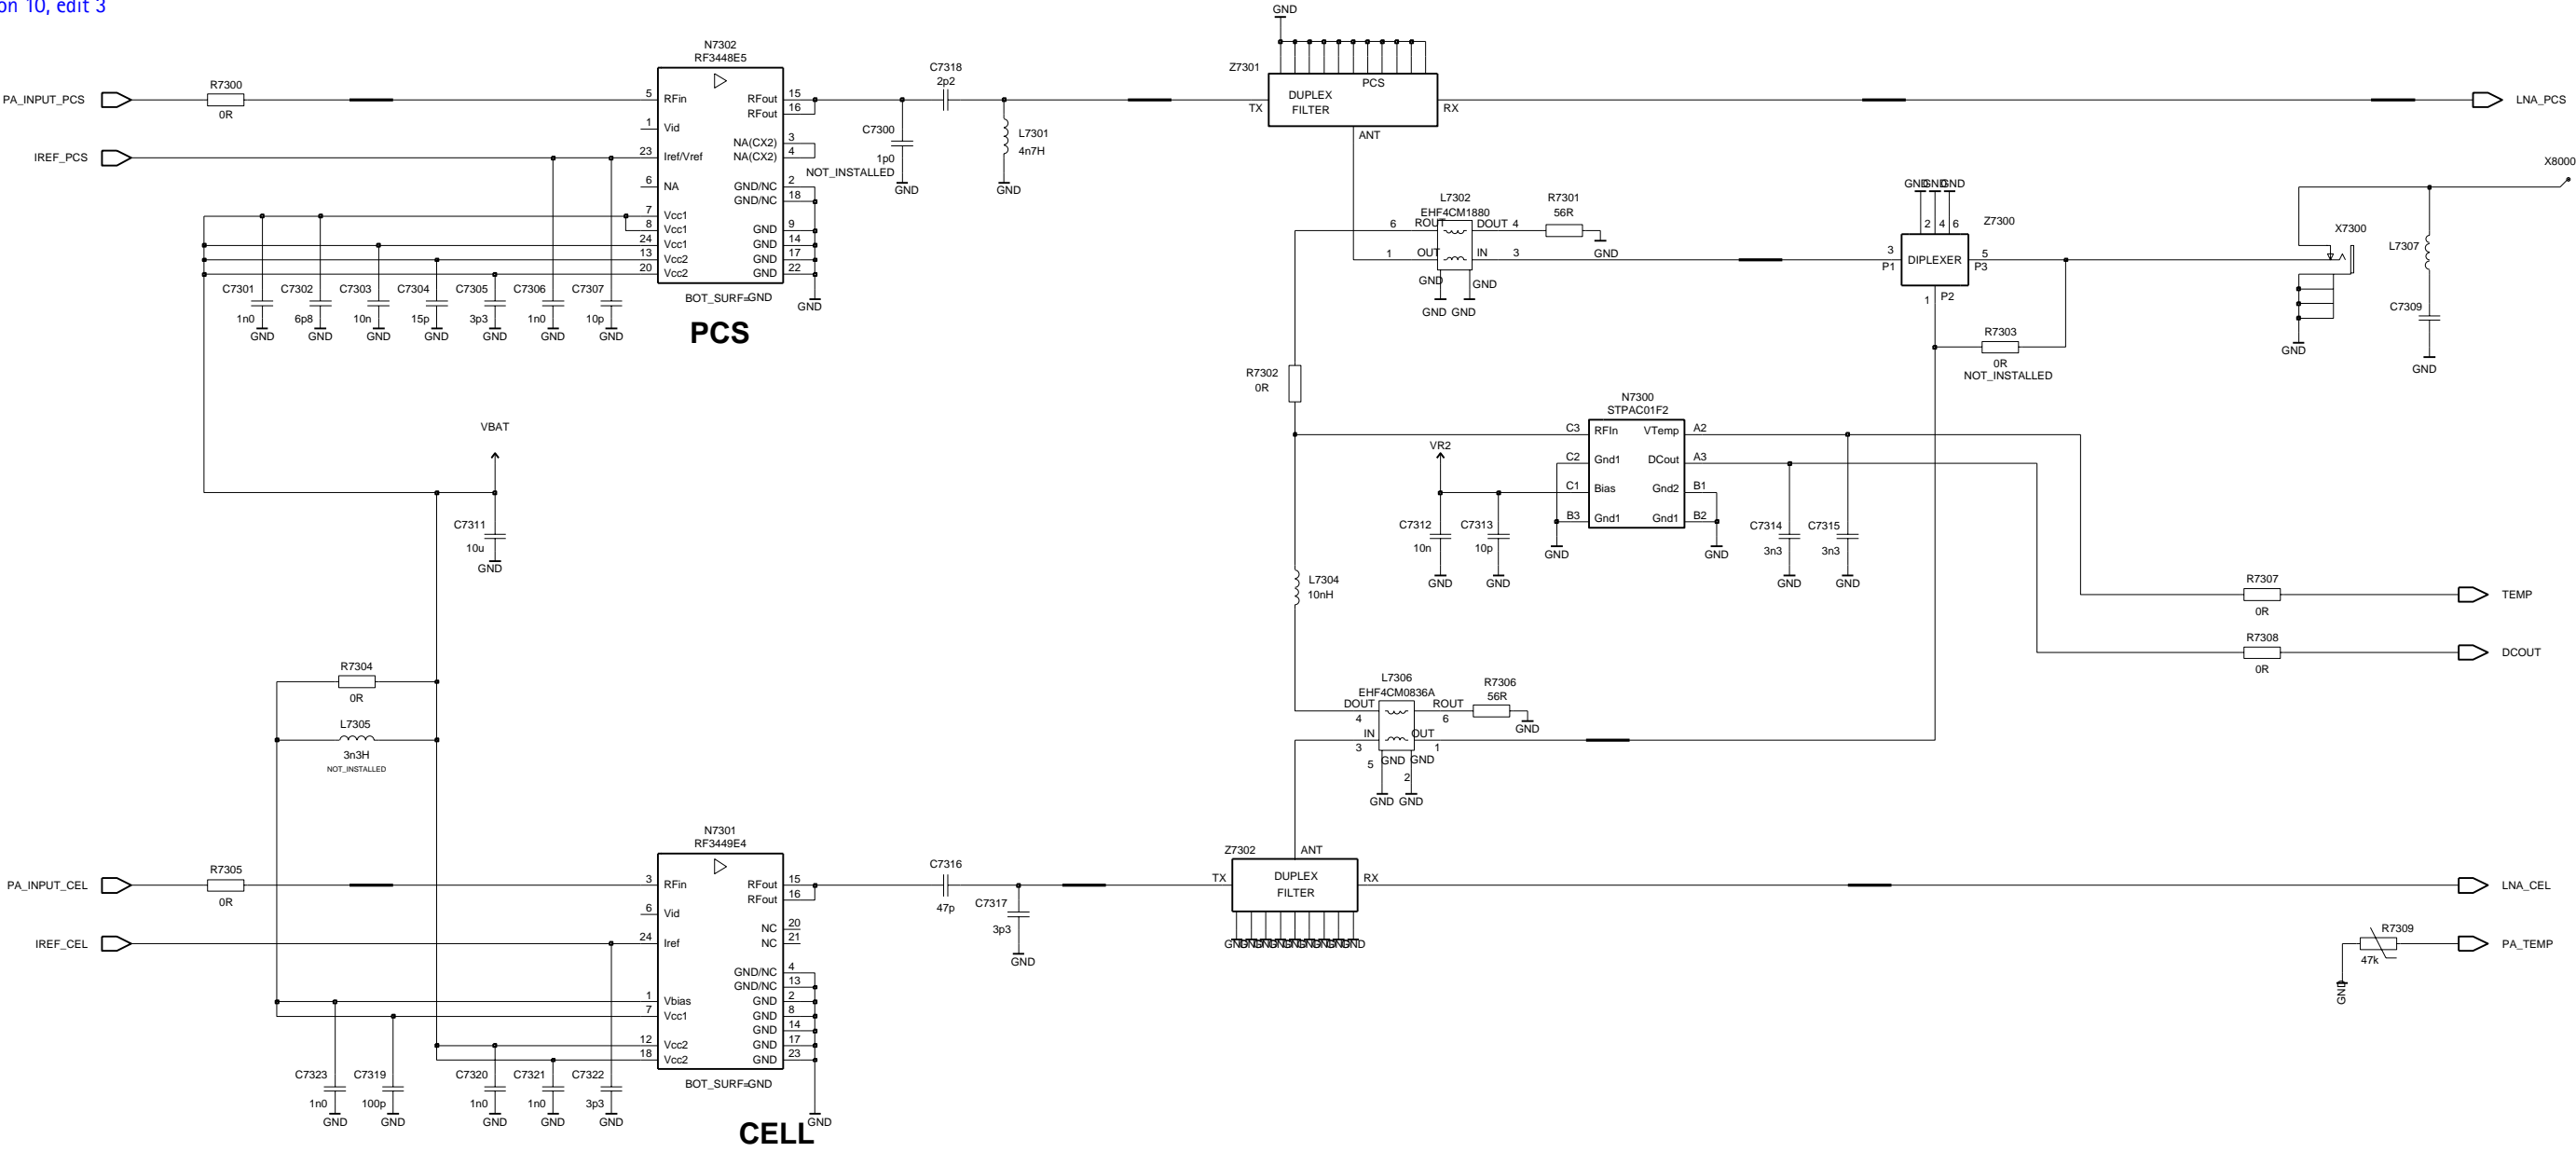 on 10, edit 3
GND
N7302
RF3448E5
C7318
2p2
Z7301
PCS
DUPLEX
FILTER
TX
RX
ANT
PA_INPUT_PCS
R7300
0R
5
RFin
RFout
15
RFout
16
LNA_PCS
1
Vid
C7300
1p0
NOT_INSTALLED
GND
L7301
4n7H
GND
NA(CX2)
3
NA(CX2)
4
IREF_PCS
23
Iref/Vref
6
NA
GND/NC
2
GND/NC
18
7
Vcc1
8
Vcc1
GND
9
24
Vcc1
GND
14
13
Vcc2
GND
17
20
Vcc2
GND
22
C7301
1n0
GND
C7302
6p8
GND
C7303
10n
GND
C7304
15p
GND
C7305
3p3
GND
C7306
1n0
GND
C7307
10p
GND
BOT_SURF=GND
GND
PCS
L7302
EHF4CM1880
6
ROUT
DOUT
4
1
OUT
IN
3
GND
GND
GND
GND
R7301
56R
GND
GND
GND
GND
2
4
6
Z7300
3
P1
DIPLEXER
5
P3
1
P2
X8000
X7300
GND
L7307
C7309
GND
R7303
0R
NOT_INSTALLED
R7302
0R
VBAT
C7311
10u
GND
N7300
STPAC01F2
C3
RFIn
VTemp
A2
C2
Gnd1
DCout
A3
C1
Bias
Gnd2
B1
B3
Gnd1
Gnd1
B2
GND
GND
VR2
C7312
10n
GND
C7313
10p
GND
C7314
3n3
GND
C7315
3n3
GND
L7304
10nH
R7307
0R
TEMP
R7308
0R
DCOUT
R7304
0R
L7305
3n3H
NOT_INSTALLED
L7306
EHF4CM0836A
DOUT
4
ROUT
6
IN
3
OUT
1
5
GND
GND
2
GND
GND
R7306
56R
GND
N7301
RF3449E4
C7316
47p
Z7302
ANT
TX
DUPLEX
FILTER
RX
GND
GND
GND
GND
GND
GND
GND
GND
GND
PA_INPUT_CEL
R7305
0R
3
RFin
RFout
15
RFout
16
LNA_CEL
6
Vid
C7317
3p3
GND
NC
20
NC
21
IREF_CEL
24
Iref
R7309
47k
PA_TEMP
GND
GND/NC
4
GND/NC
13
1
Vbias
GND
2
7
Vcc1
GND
8
GND
14
12
Vcc2
GND
17
18
Vcc2
GND
23
C7323
1n0
GND
C7319
100p
GND
C7320
1n0
GND
C7321
1n0
GND
C7322
3p3
GND
BOT_SURF=GND
GND
CELL